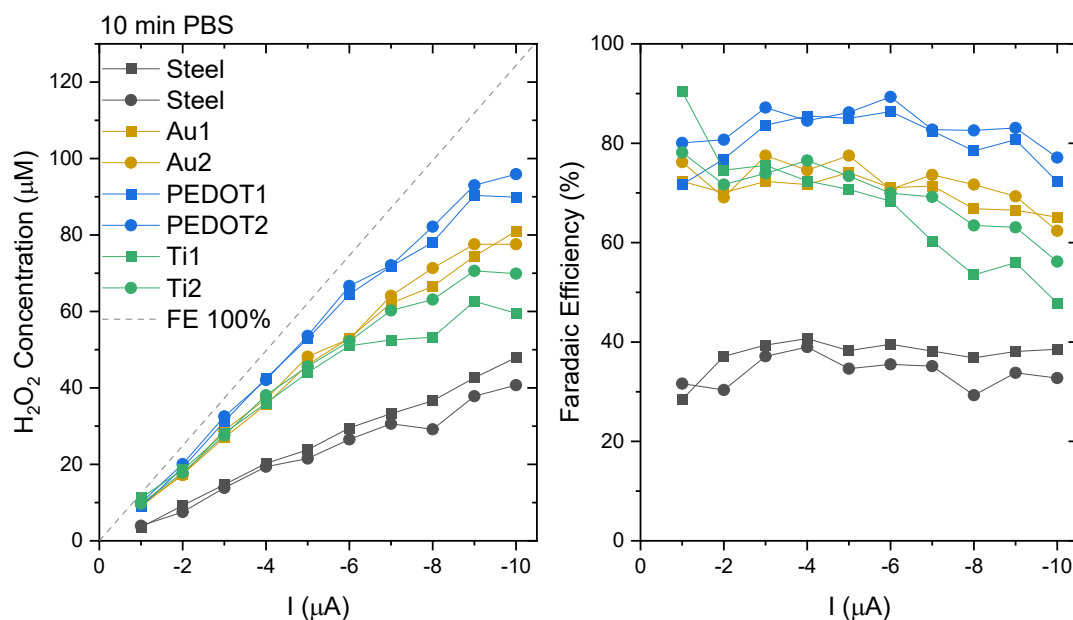 10 min PBS
H₂O₂ Concentration (μM)
120
100
80
60
40
20
0
Steel
Steel
Au1
Au2
PEDOT1
PEDOT2
Ti1
Ti2
FE 100%
0 -2 -4 -6 -8 -10
I (μA)
Faradaic Efficiency (%)
100
80
60
40
20
0
0 -2 -4 -6 -8 -10
I (μA)